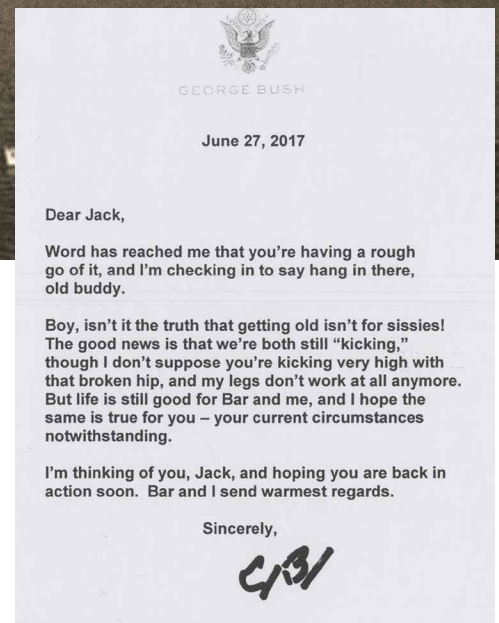 GEORGE BUSH
June 27, 2017
Dear Jack,
Word has reached me that you're having a rough
go of it, and I'm checking in to say hang in there,
old buddy.
Boy, isn't it the truth that getting old isn't for sissies!
The good news is that we're both still “kicking,”
though I don't suppose you're kicking very high with
that broken hip, and my legs don't work at all anymore.
But life is still good for Bar and me, and I hope the
same is true for you – your current circumstances
notwithstanding.
I'm thinking of you, Jack, and hoping you are back in
action soon.  Bar and I send warmest regards.
Sincerely,
GB